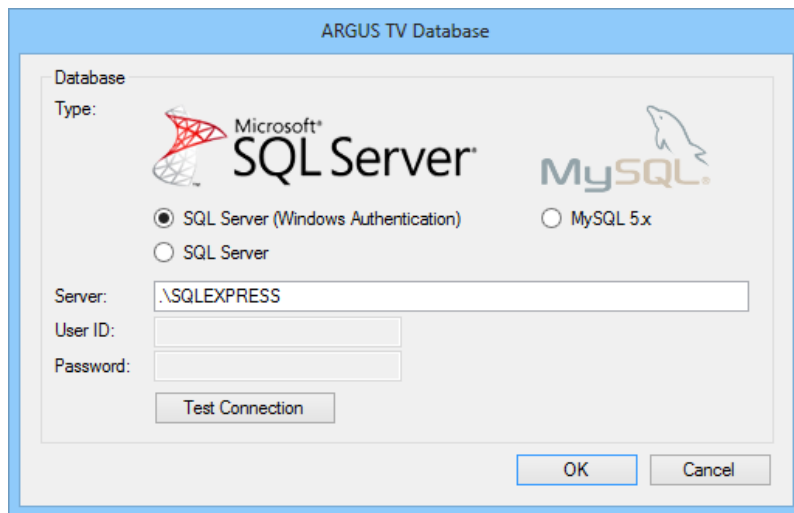 ARGUS TV Database
Database
Type:
Microsoft®
SQL Server®
MySQL®
SQL Server (Windows Authentication)
MySQL 5.x
SQL Server
Server:
.\SQLEXPRESS
User ID:
Password:
Test Connection
OK
Cancel